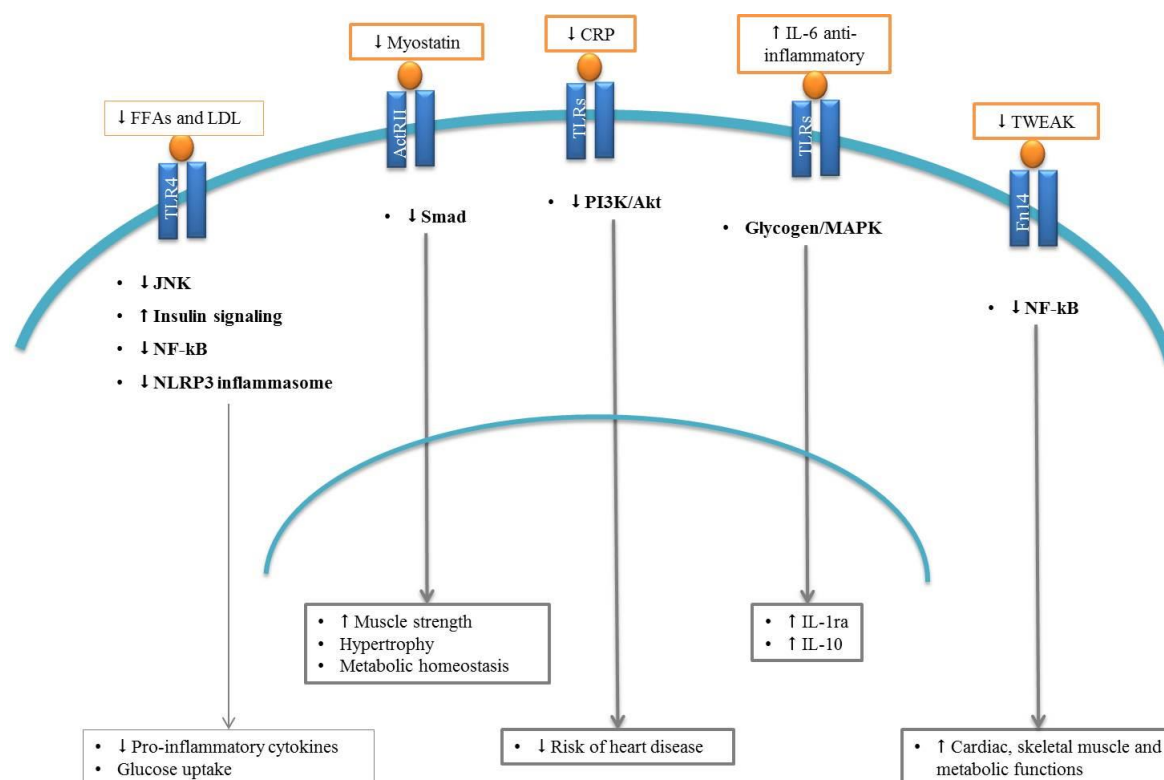 ↓ Myostatin
↓ CRP
↑ IL-6 anti-
inflammatory
↓ FFAs and LDL
↓ TWEAK
TLR4
ActRII
TLRs
TLRs
Fn14
• ↓ JNK
• ↑ Insulin signaling
• ↓ NF-kB
• ↓ NLRP3 inflammasome
• ↓ Smad
• ↓ PI3K/Akt
• Glycogen/MAPK
• ↓ NF-kB
• ↑ Muscle strength
• Hypertrophy
• Metabolic homeostasis
• ↑ IL-1ra
• ↑ IL-10
• ↓ Pro-inflammatory cytokines
• Glucose uptake
• ↓ Risk of heart disease
• ↑ Cardiac, skeletal muscle and
metabolic functions